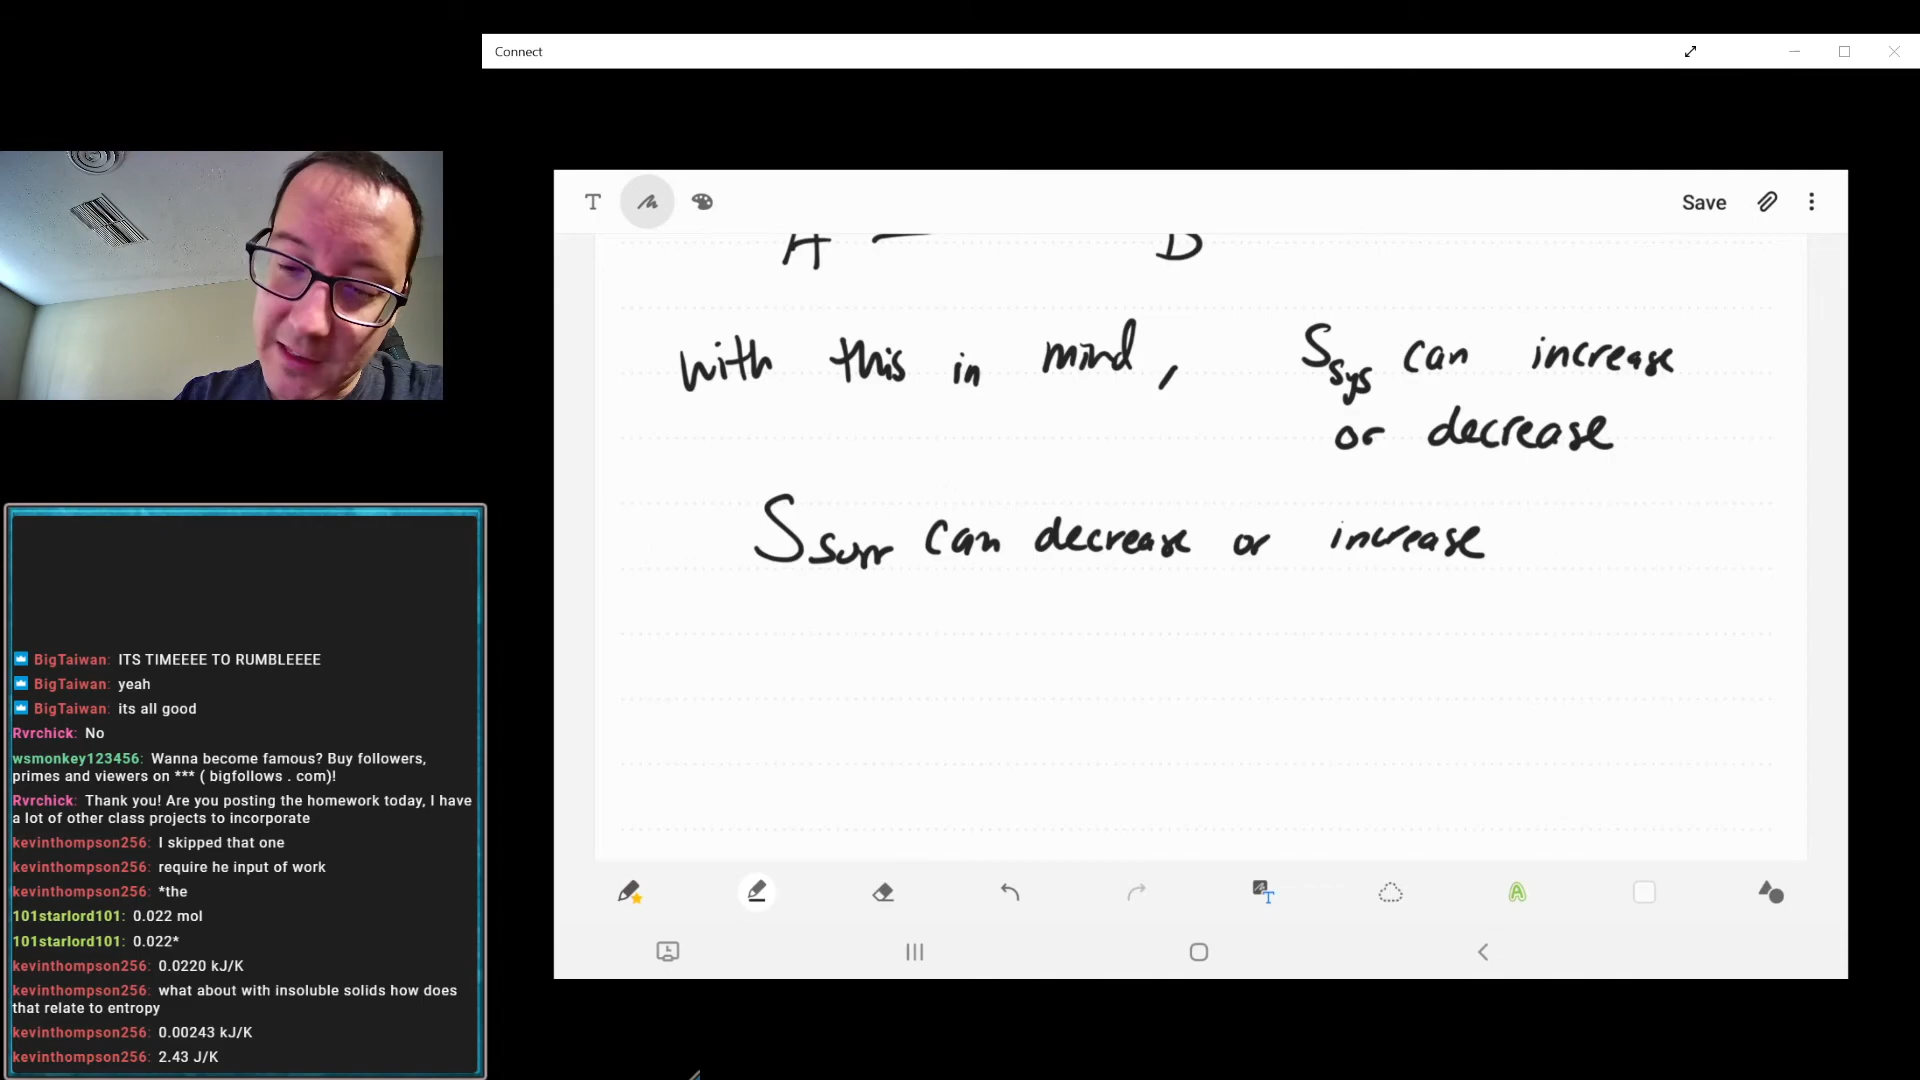 Connect
T
Save
A — B
with this in mind, Ssys can increase
or decrease
Ssurr can decrease or increase
BigTaiwan: ITS TIMEEEE TO RUMBLEEEE
BigTaiwan: yeah
BigTaiwan: its all good
Rvrchick: No
wsmonkey123456: Wanna become famous? Buy followers,
primes and viewers on *** ( bigfollows . com)!
Rvrchick: Thank you! Are you posting the homework today, I have
a lot of other class projects to incorporate
kevinthompson256: I skipped that one
kevinthompson256: require he input of work
kevinthompson256: *the
101starlord101: 0.022 mol
101starlord101: 0.022*
kevinthompson256: 0.0220 kJ/K
kevinthompson256: what about with insoluble solids how does
that relate to entropy
kevinthompson256: 0.00243 kJ/K
kevinthompson256: 2.43 J/K